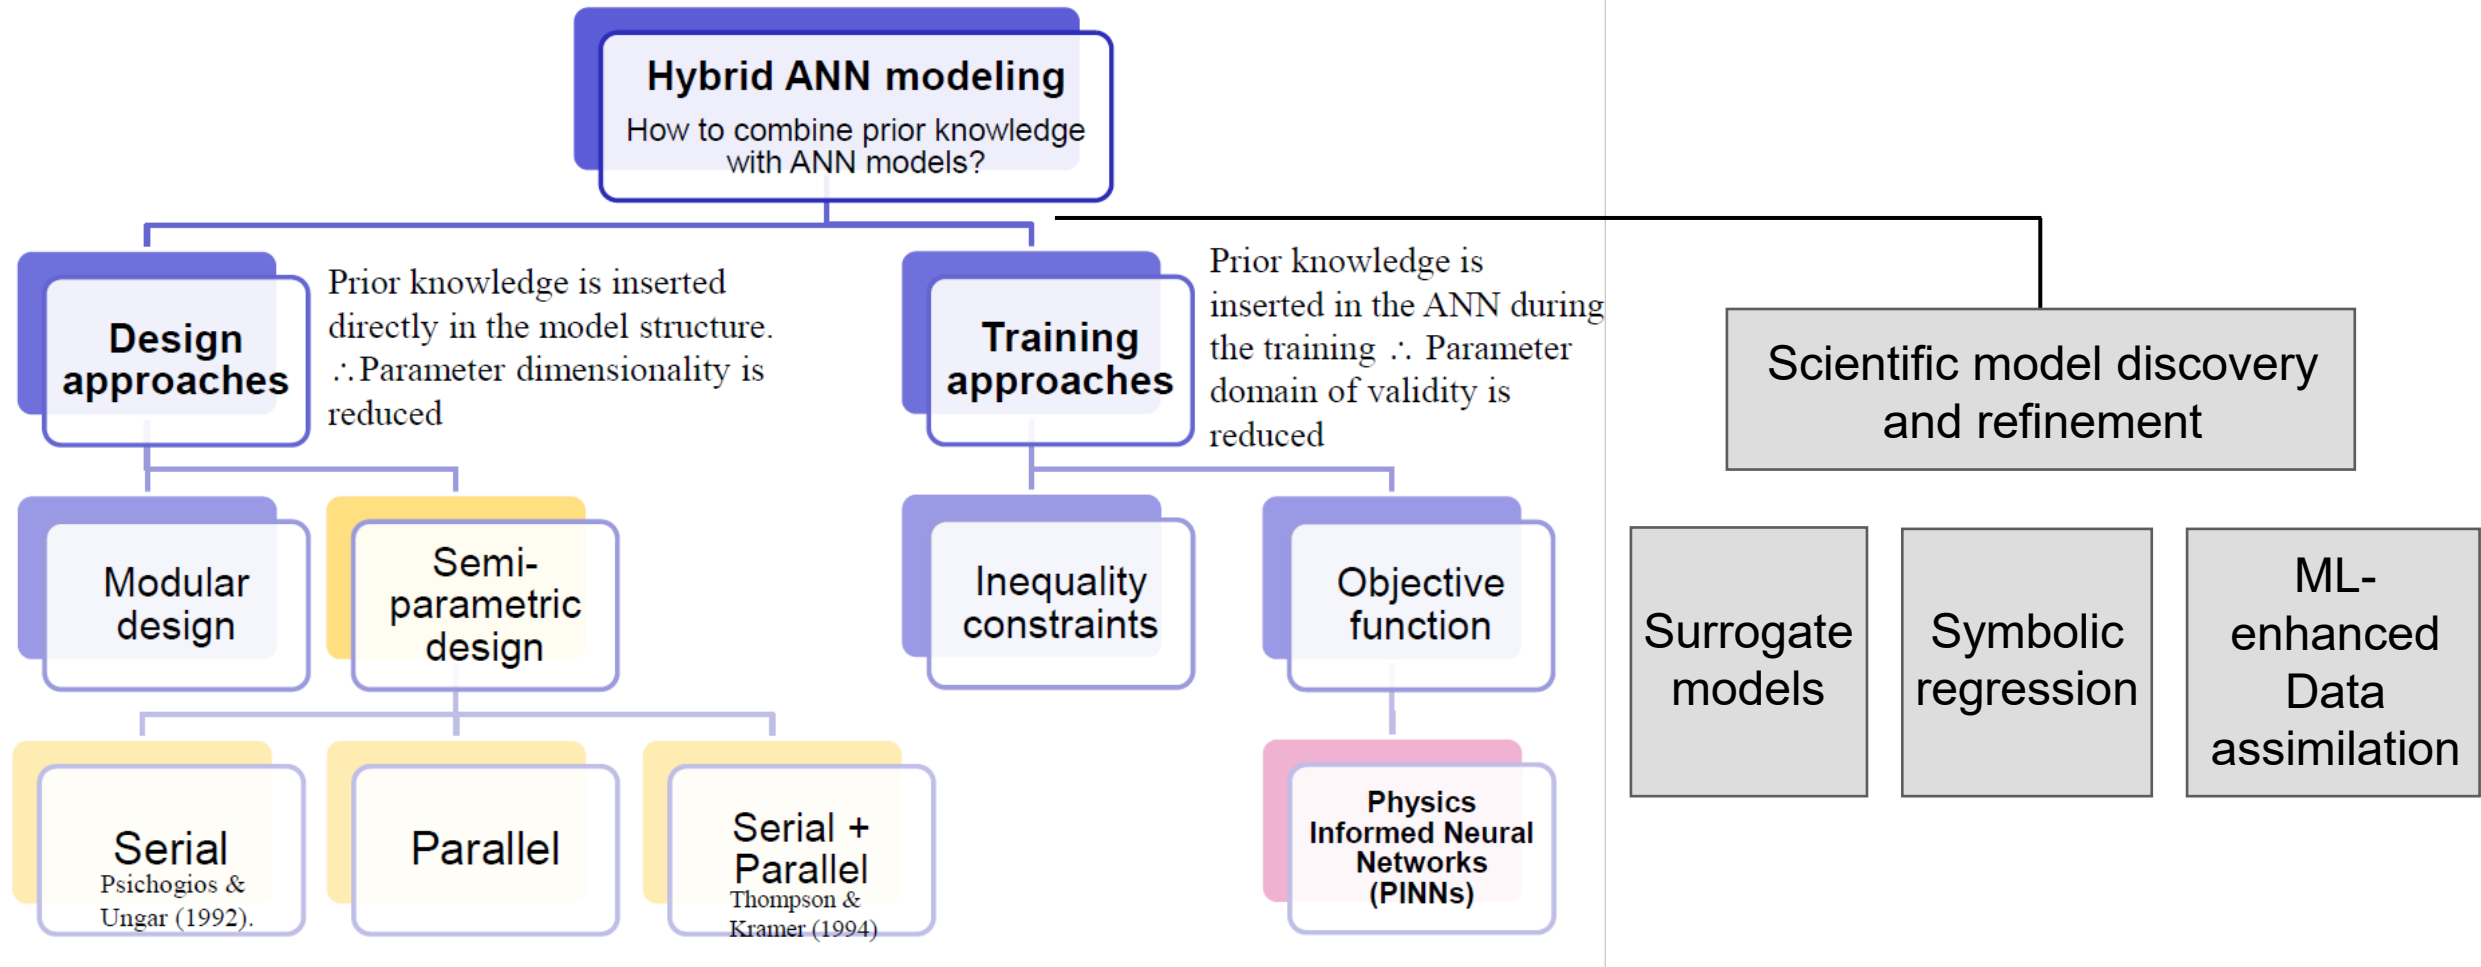 Hybrid ANN modeling
How to combine prior knowledge
with ANN models?
Design
approaches
Prior knowledge is inserted
directly in the model structure.
∴Parameter dimensionality is
reduced
Training
approaches
Prior knowledge is
inserted in the ANN during
the training ∴ Parameter
domain of validity is
reduced
Scientific model discovery
and refinement
Modular
design
Semi-
parametric
design
Inequality
constraints
Objective
function
Surrogate
models
Symbolic
regression
ML-
enhanced
Data
assimilation
Serial
Psichogios &
Ungar (1992).
Parallel
Serial +
Parallel
Thompson &
Kramer (1994)
Physics
Informed Neural
Networks
(PINNs)